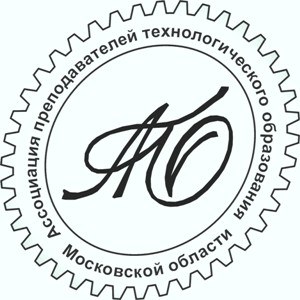 Ассоциация преподавателей технологического образования
Московской области